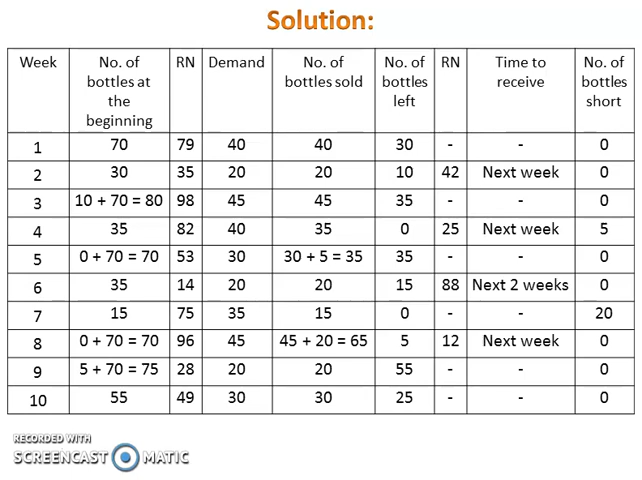 Solution:
Week No. of bottles at the beginning RN Demand No. of bottles sold No. of bottles left RN Time to receive No. of bottles short
1 70 79 40 40 30 - - 0
2 30 35 20 20 10 42 Next week 0
3 10 + 70 = 80 98 45 45 35 - - 0
4 35 82 40 35 0 25 Next week 5
5 0 + 70 = 70 53 30 30 + 5 = 35 35 - - 0
6 35 14 20 20 15 88 Next 2 weeks 0
7 15 75 35 15 0 - - 20
8 0 + 70 = 70 96 45 45 + 20 = 65 5 12 Next week 0
9 5 + 70 = 75 28 20 20 55 - - 0
10 55 49 30 30 25 - - 0
RECORDED WITH
SCREENCAST MATIC